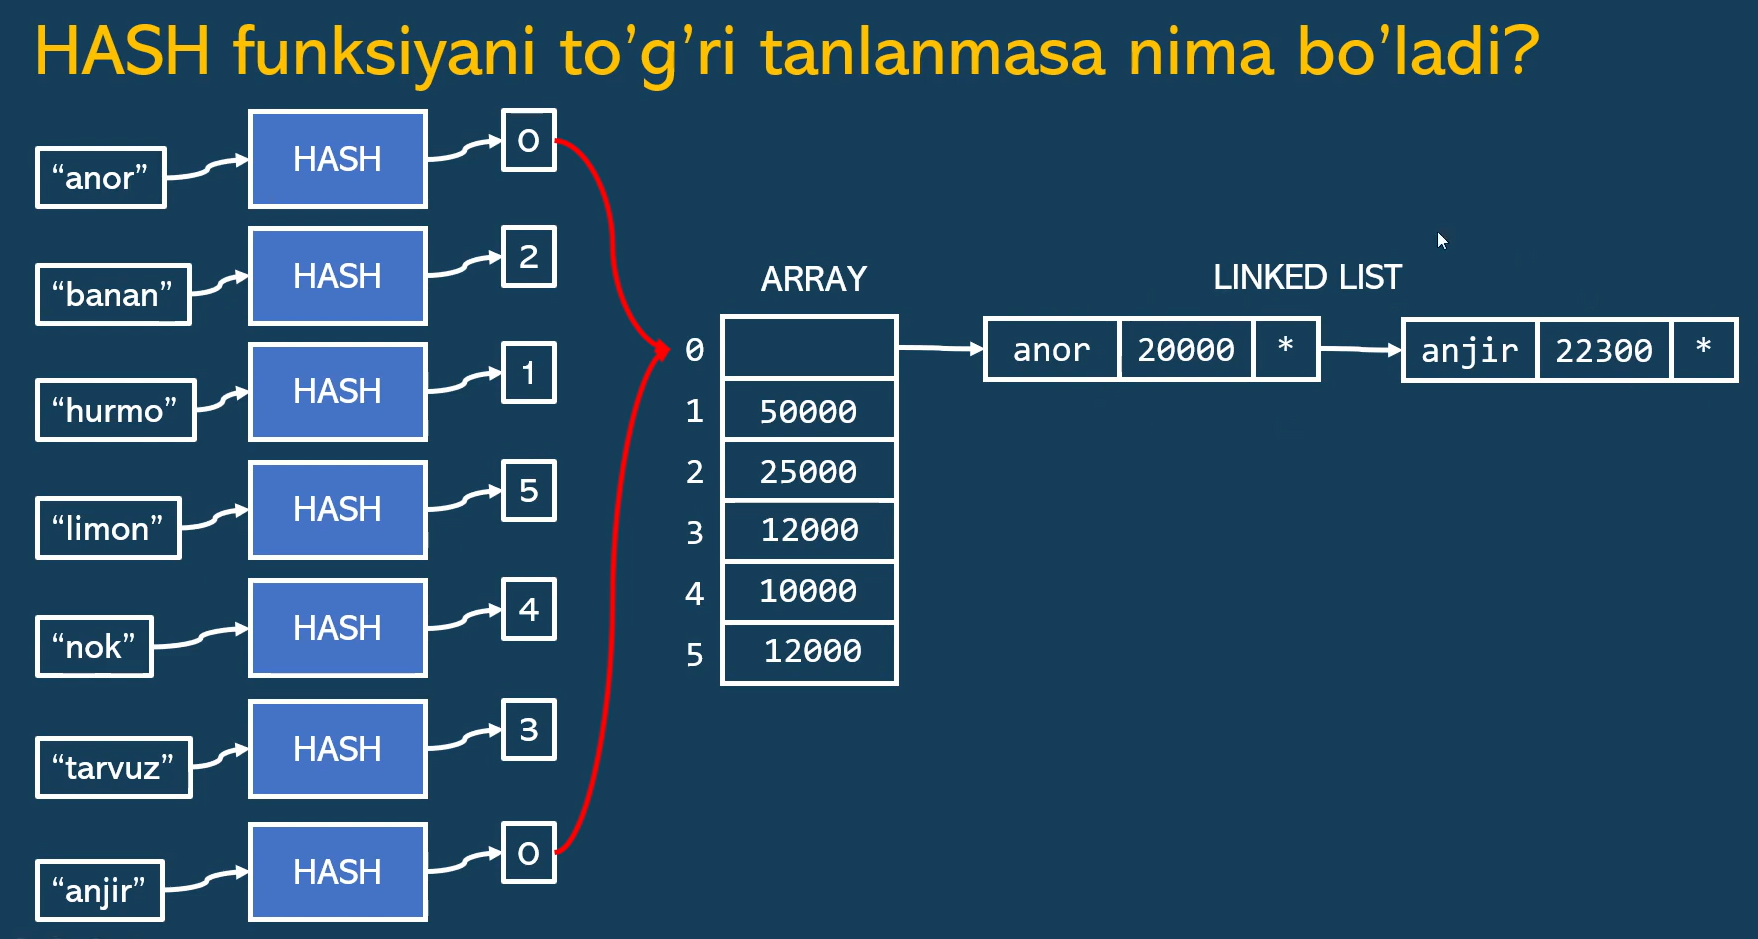 HASH funksiyani to’g’ri tanlanmasa nima bo’ladi?
“anor”
HASH
0
“banan”
HASH
2
“hurmo”
HASH
1
“limon”
HASH
5
“nok”
HASH
4
“tarvuz”
HASH
3
“anjir”
HASH
0
ARRAY
0
1 50000
2 25000
3 12000
4 10000
5 12000
LINKED LIST
anor 20000 *
anjir 22300 *